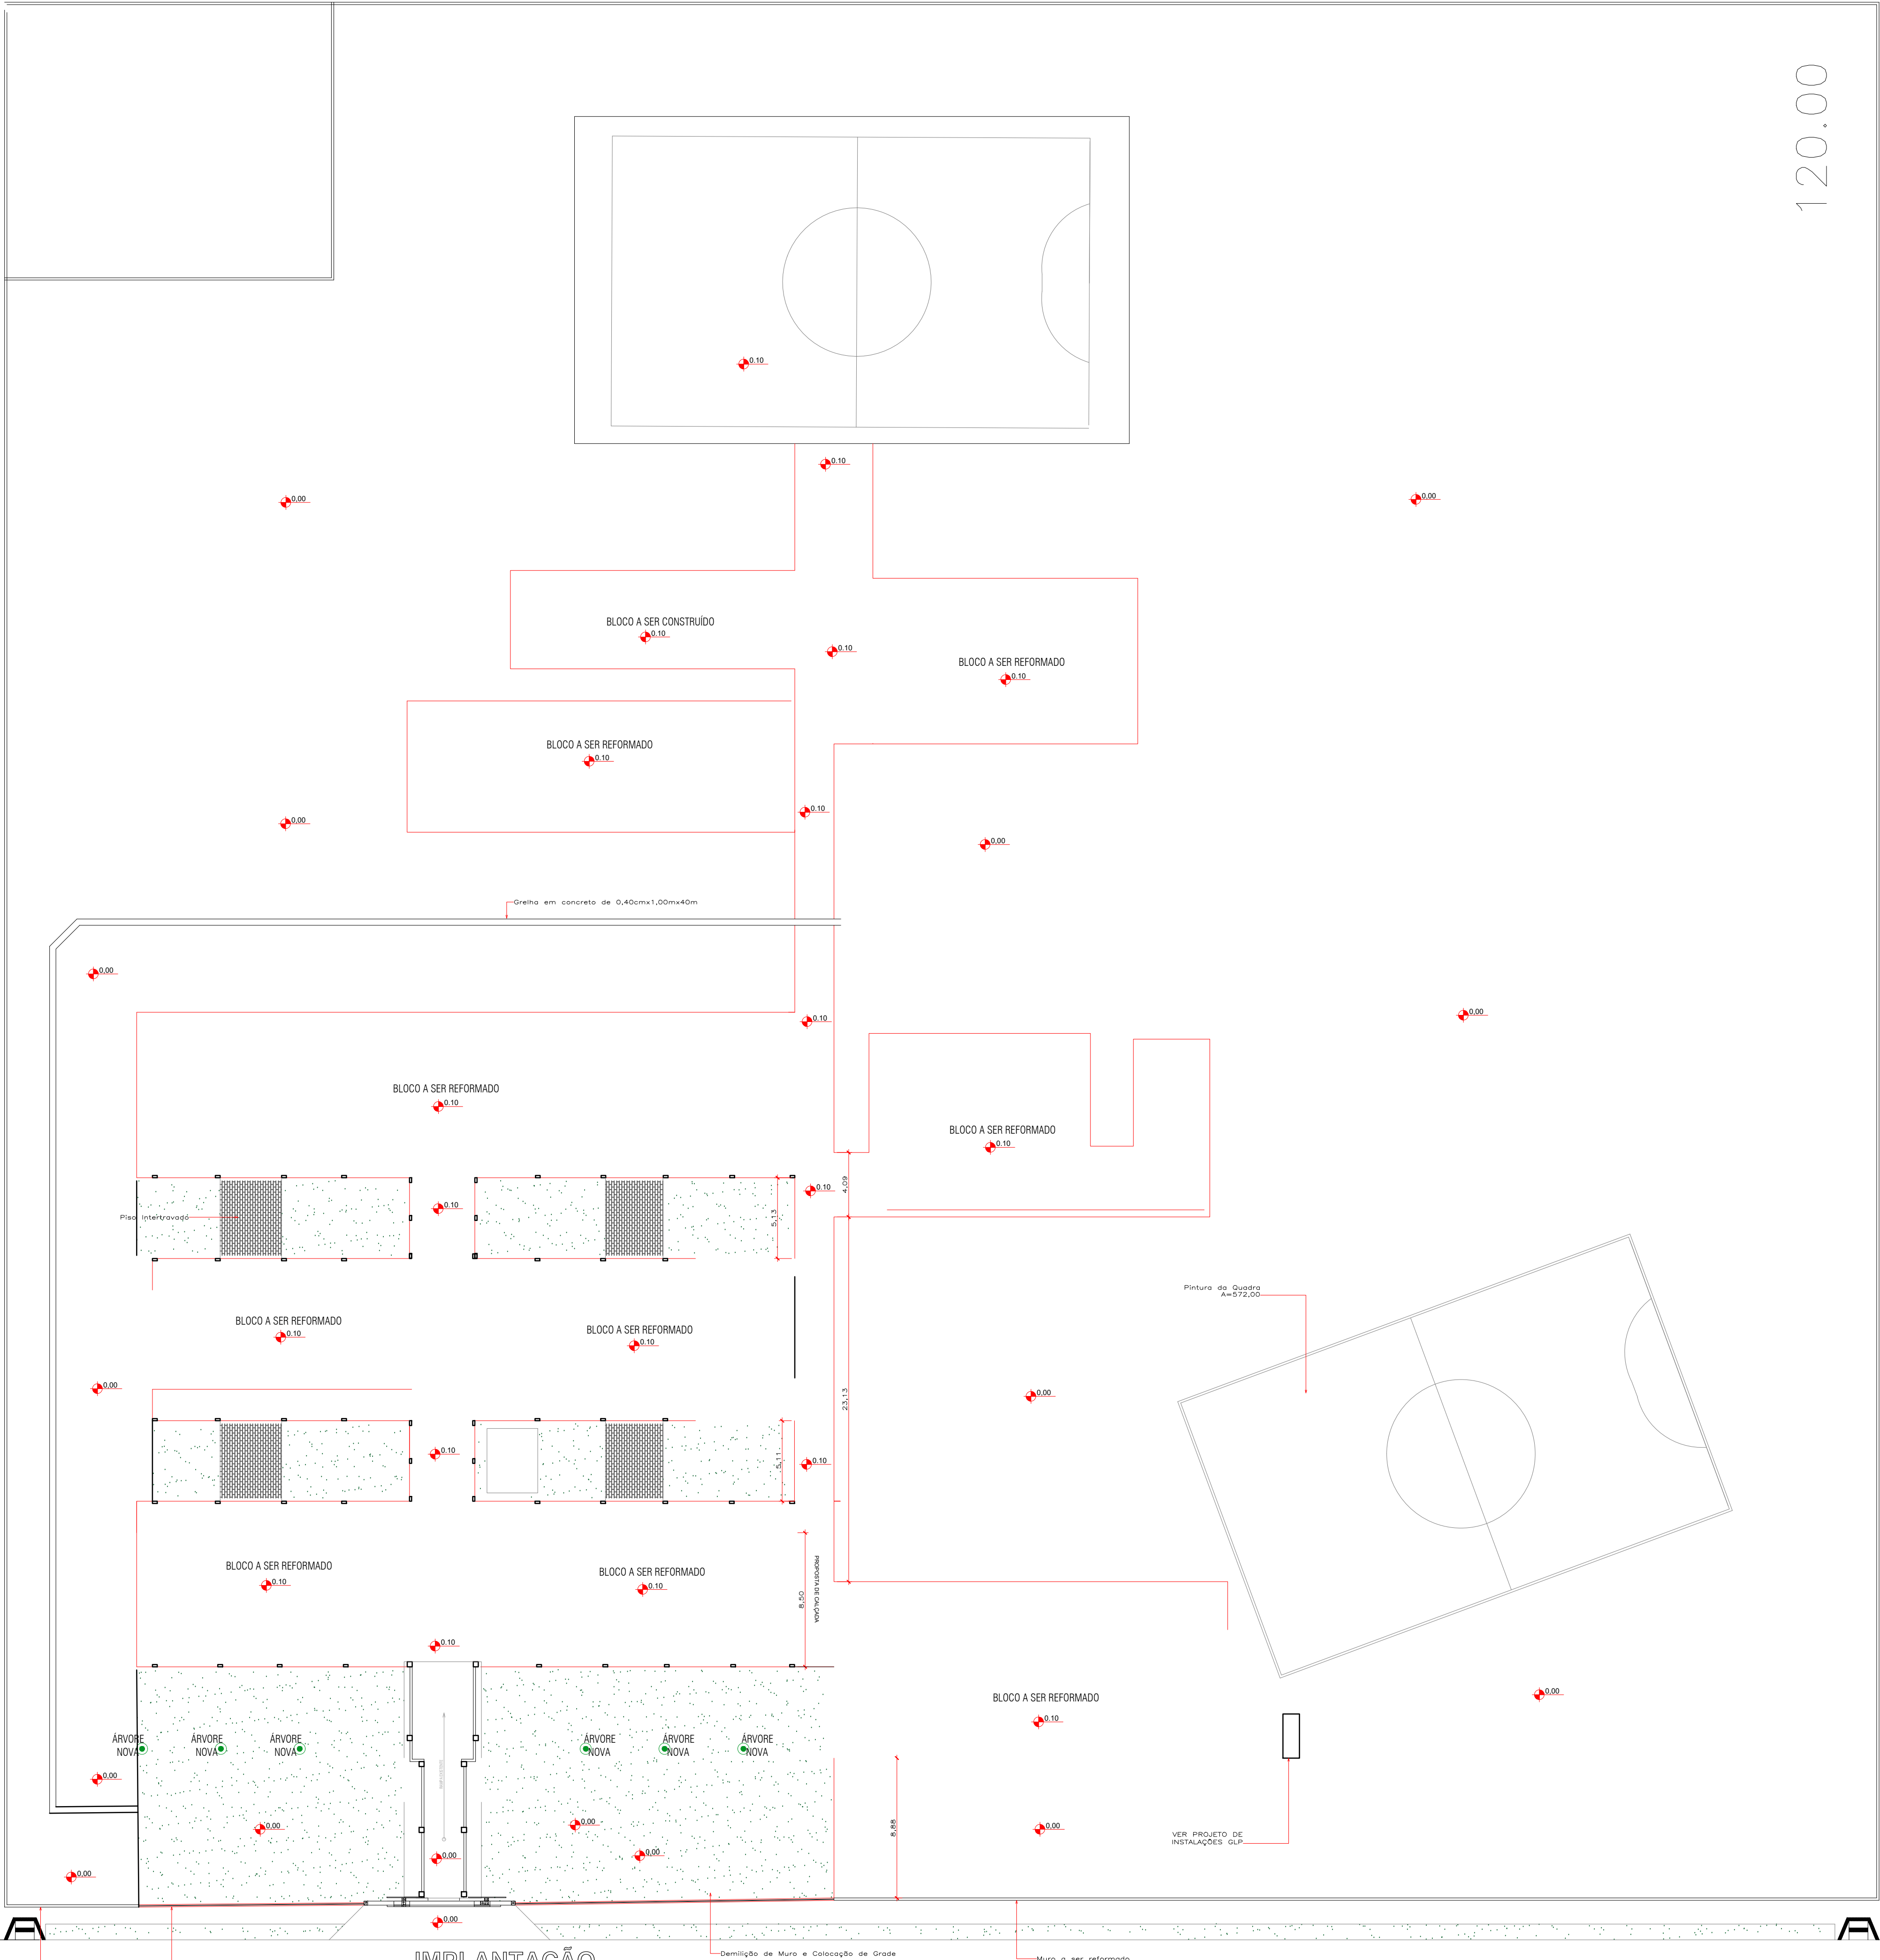 120.00
0.10
0.10
0,00
0,00
BLOCO A SER CONSTRUÍDO
0.10
0.10
BLOCO A SER REFORMADO
0.10
BLOCO A SER REFORMADO
0.10
0.10
0,00
0,00
Grelha em concreto de 0,40cmx1,00mx40m
0,00
0.10
0,00
BLOCO A SER REFORMADO
0.10
BLOCO A SER REFORMADO
0.10
4,09
0.10
5,13
0.10
Piso Intertravado
Pintura da Quadra
A=572,00
BLOCO A SER REFORMADO
0.10
BLOCO A SER REFORMADO
0.10
0,00
0,00
23,13
0.10
5,11
0.10
BLOCO A SER REFORMADO
0.10
BLOCO A SER REFORMADO
0.10
8,50
PROPOSTA DE CALÇADA
0.10
0,00
BLOCO A SER REFORMADO
0.10
ÁRVORE
NOVA
ÁRVORE
NOVA
ÁRVORE
NOVA
ÁRVORE
NOVA
ÁRVORE
NOVA
ÁRVORE
NOVA
0,00
0,00
0,00
0,00
8,88
0,00
VER PROJETO DE
INSTALAÇÕES GLP
0,00
0,00
0,00
A
A
IMPLANTAÇÃO
Demilição de Muro e Colocação de Grade
Muro a ser reformado